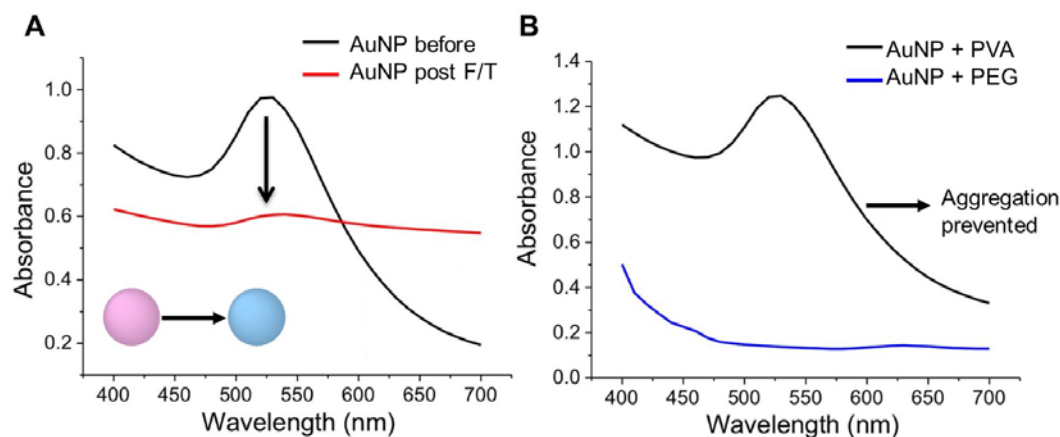 A
AuNP before
AuNP post F/T
1.0
0.8
0.6
0.4
0.2
Absorbance
400 450 500 550 600 650 700
Wavelength (nm)
B
AuNP + PVA
AuNP + PEG
1.4
1.2
1.0
0.8
0.6
0.4
0.2
0.0
Absorbance
Aggregation
prevented
400 450 500 550 600 650 700
Wavelength (nm)